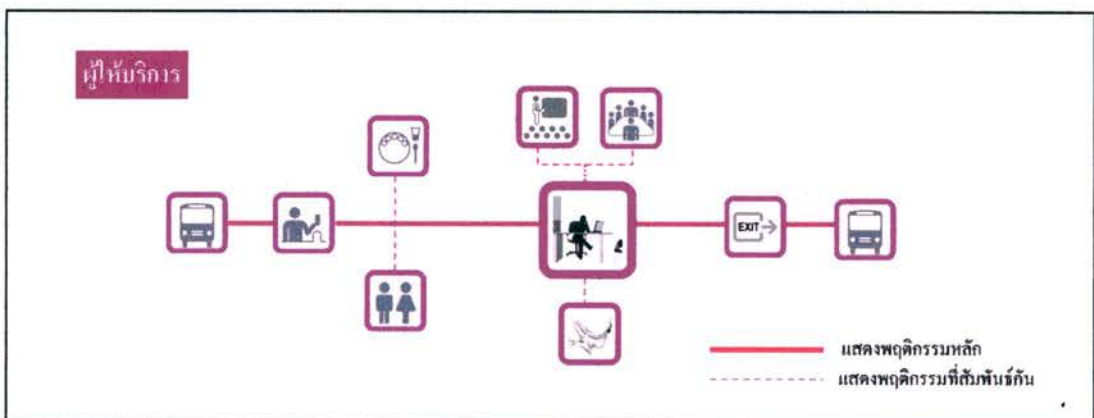 ผู้ให้บริการ
EXIT
แสดงพฤติกรรมหลัก
แสดงพฤติกรรมที่สัมพันธ์กัน